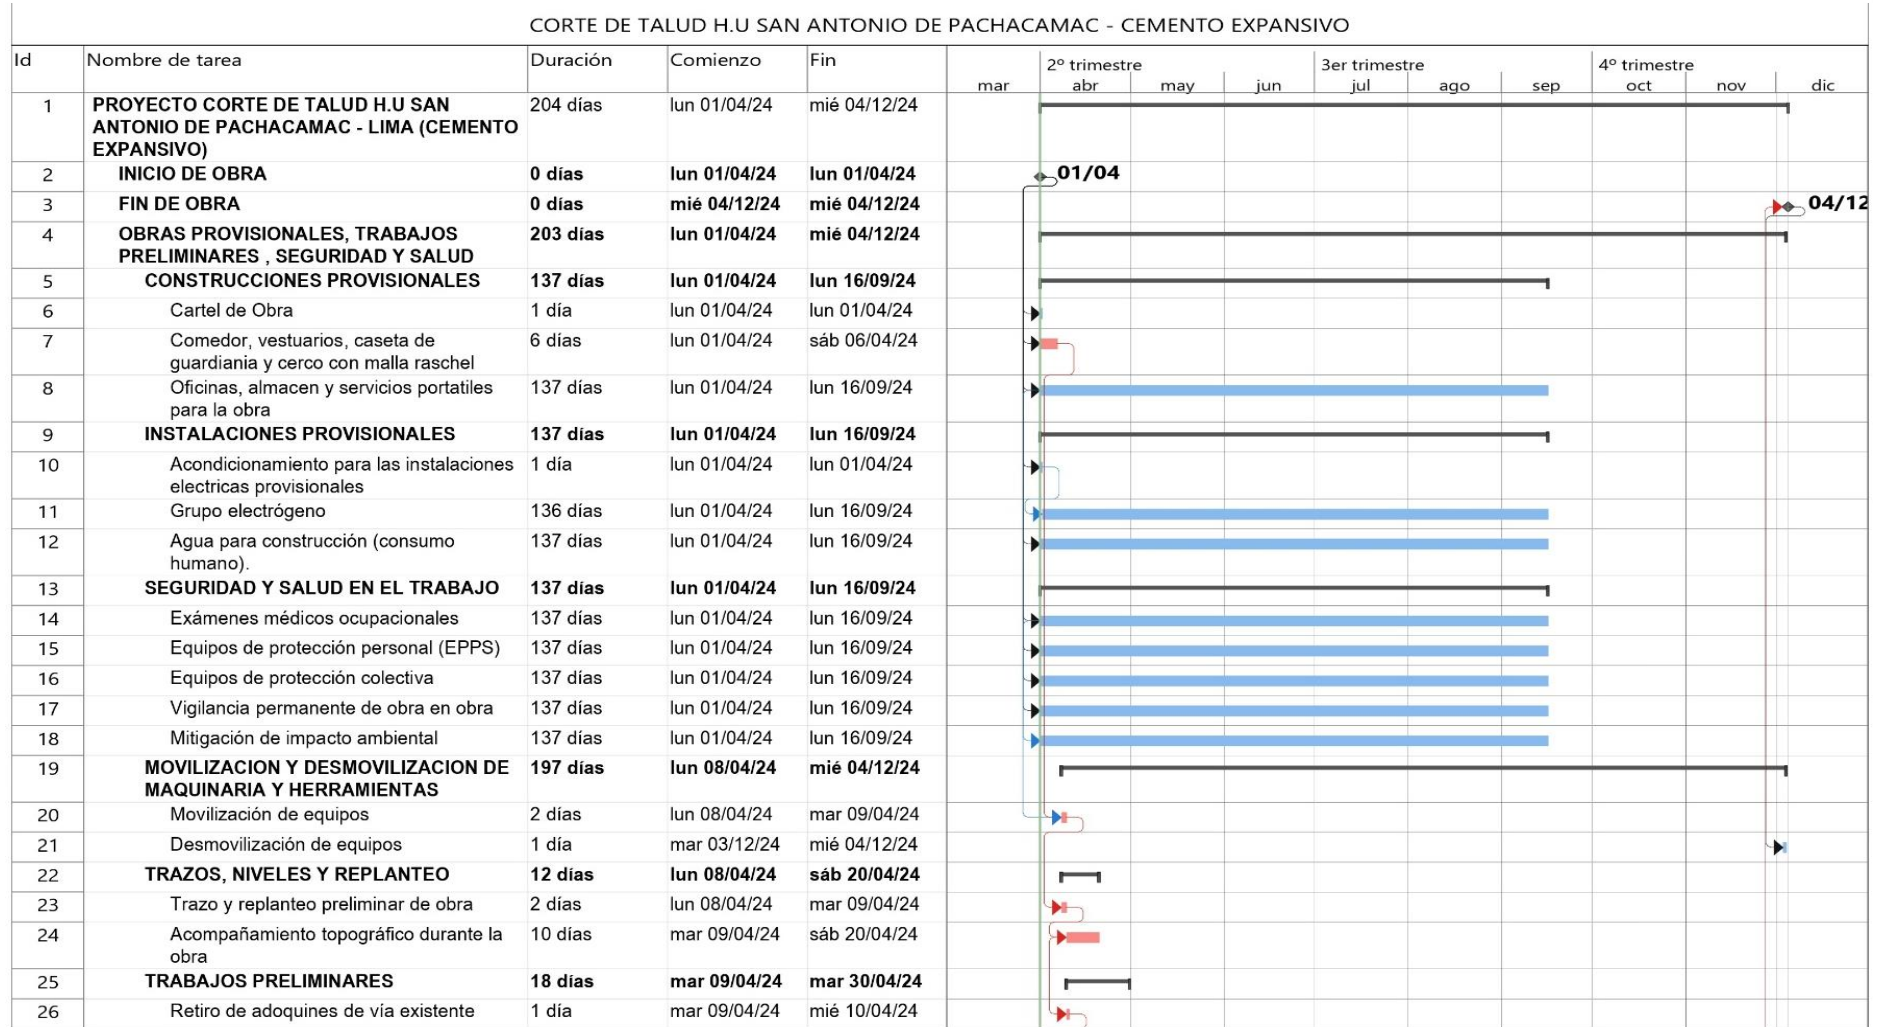 CORTE DE TALUD H.U SAN ANTONIO DE PACHACAMAC - CEMENTO EXPANSIVO
Id Nombre de tarea Duración Comienzo Fin
2º trimestre 3er trimestre 4º trimestre
mar abr may jun jul ago sep oct nov dic
1 PROYECTO CORTE DE TALUD H.U SAN 204 días lun 01/04/24 mié 04/12/24
ANTONIO DE PACHACAMAC - LIMA (CEMENTO
EXPANSIVO)
2 INICIO DE OBRA 0 días lun 01/04/24 lun 01/04/24 01/04
3 FIN DE OBRA 0 días mié 04/12/24 mié 04/12/24 04/12
4 OBRAS PROVISIONALES, TRABAJOS 203 días lun 01/04/24 mié 04/12/24
PRELIMINARES , SEGURIDAD Y SALUD
5 CONSTRUCCIONES PROVISIONALES 137 días lun 01/04/24 lun 16/09/24
6 Cartel de Obra 1 día lun 01/04/24 lun 01/04/24
7 Comedor, vestuarios, caseta de 6 días lun 01/04/24 sáb 06/04/24
guardiania y cerco con malla raschel
8 Oficinas, almacen y servicios portatiles 137 días lun 01/04/24 lun 16/09/24
para la obra
9 INSTALACIONES PROVISIONALES 137 días lun 01/04/24 lun 16/09/24
10 Acondicionamiento para las instalaciones 1 día lun 01/04/24 lun 01/04/24
electricas provisionales
11 Grupo electrógeno 136 días lun 01/04/24 lun 16/09/24
12 Agua para construcción (consumo 137 días lun 01/04/24 lun 16/09/24
humano).
13 SEGURIDAD Y SALUD EN EL TRABAJO 137 días lun 01/04/24 lun 16/09/24
14 Exámenes médicos ocupacionales 137 días lun 01/04/24 lun 16/09/24
15 Equipos de protección personal (EPPS) 137 días lun 01/04/24 lun 16/09/24
16 Equipos de protección colectiva 137 días lun 01/04/24 lun 16/09/24
17 Vigilancia permanente de obra en obra 137 días lun 01/04/24 lun 16/09/24
18 Mitigación de impacto ambiental 137 días lun 01/04/24 lun 16/09/24
19 MOVILIZACION Y DESMOVILIZACION DE 197 días lun 08/04/24 mié 04/12/24
MAQUINARIA Y HERRAMIENTAS
20 Movilización de equipos 2 días lun 08/04/24 mar 09/04/24
21 Desmovilización de equipos 1 día mar 03/12/24 mié 04/12/24
22 TRAZOS, NIVELES Y REPLANTEO 12 días lun 08/04/24 sáb 20/04/24
23 Trazo y replanteo preliminar de obra 2 días lun 08/04/24 mar 09/04/24
24 Acompañamiento topográfico durante la 10 días mar 09/04/24 sáb 20/04/24
obra
25 TRABAJOS PRELIMINARES 18 días mar 09/04/24 mar 30/04/24
26 Retiro de adoquines de vía existente 1 día mar 09/04/24 mié 10/04/24